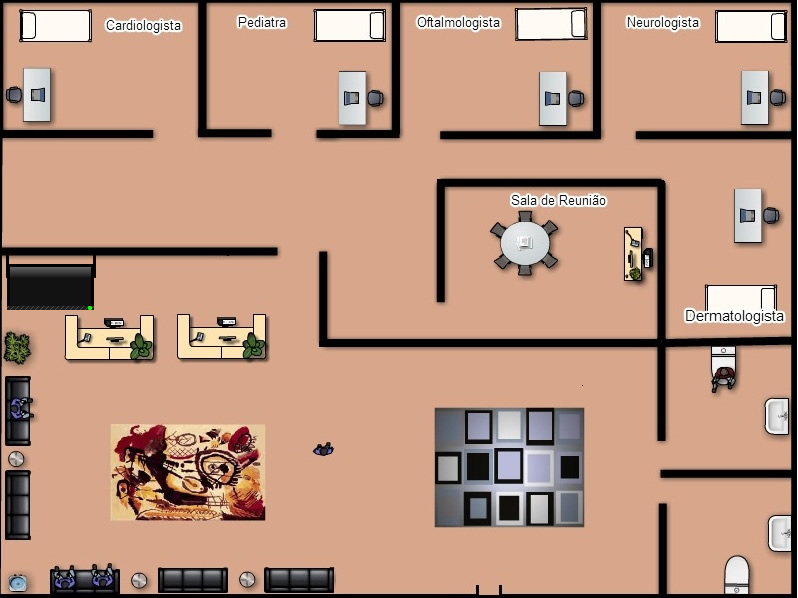 Cardiologista
Pediatra
Oftalmologista
Neurologista
Sala de Reunião
Dermatologista